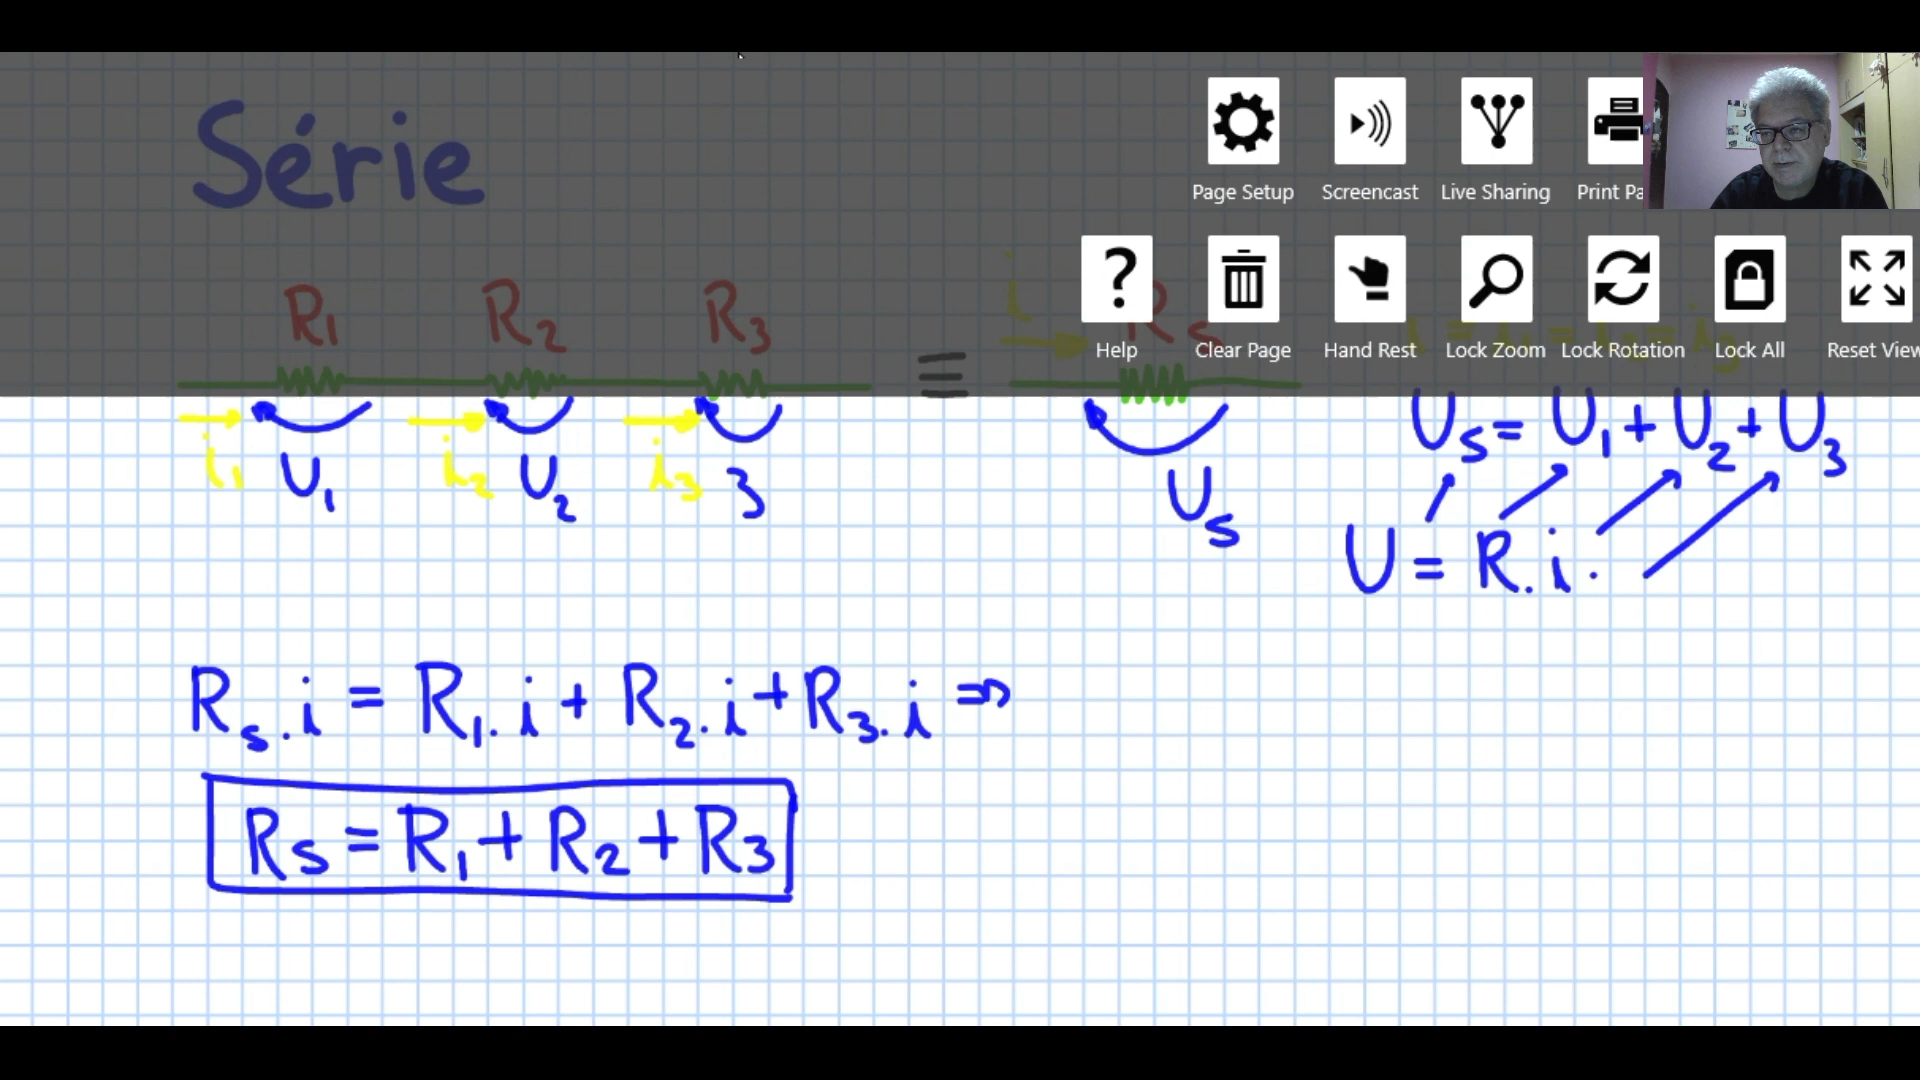 Série
Page Setup Screencast Live Sharing Print Pa
R1 R2 R3 ≡ i Rs
? Help Clear Page Hand Rest Lock Zoom Lock Rotation Lock All Reset View
i1 U1 i2 U2 i3 3 Us
Us = U1 + U2 + U3
U = R.i.
Rs.i = R1.i + R2.i + R3.i ⇒
Rs = R1 + R2 + R3